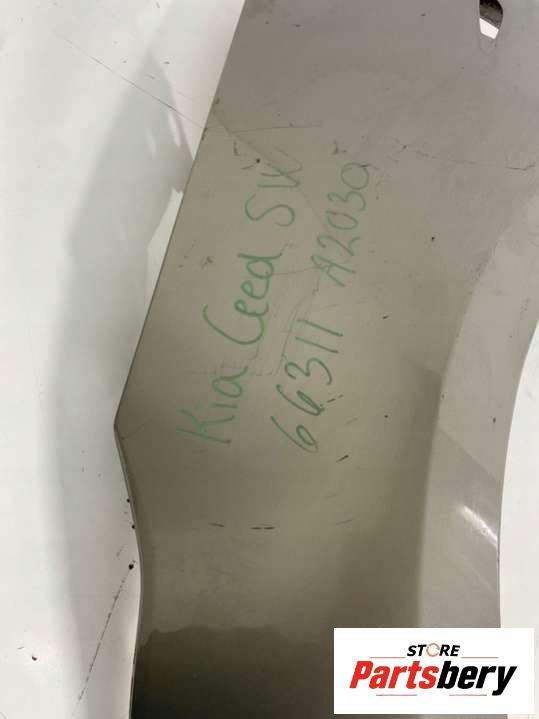 Kia Ceed SW
66311 A2030
STORE
Partsbery